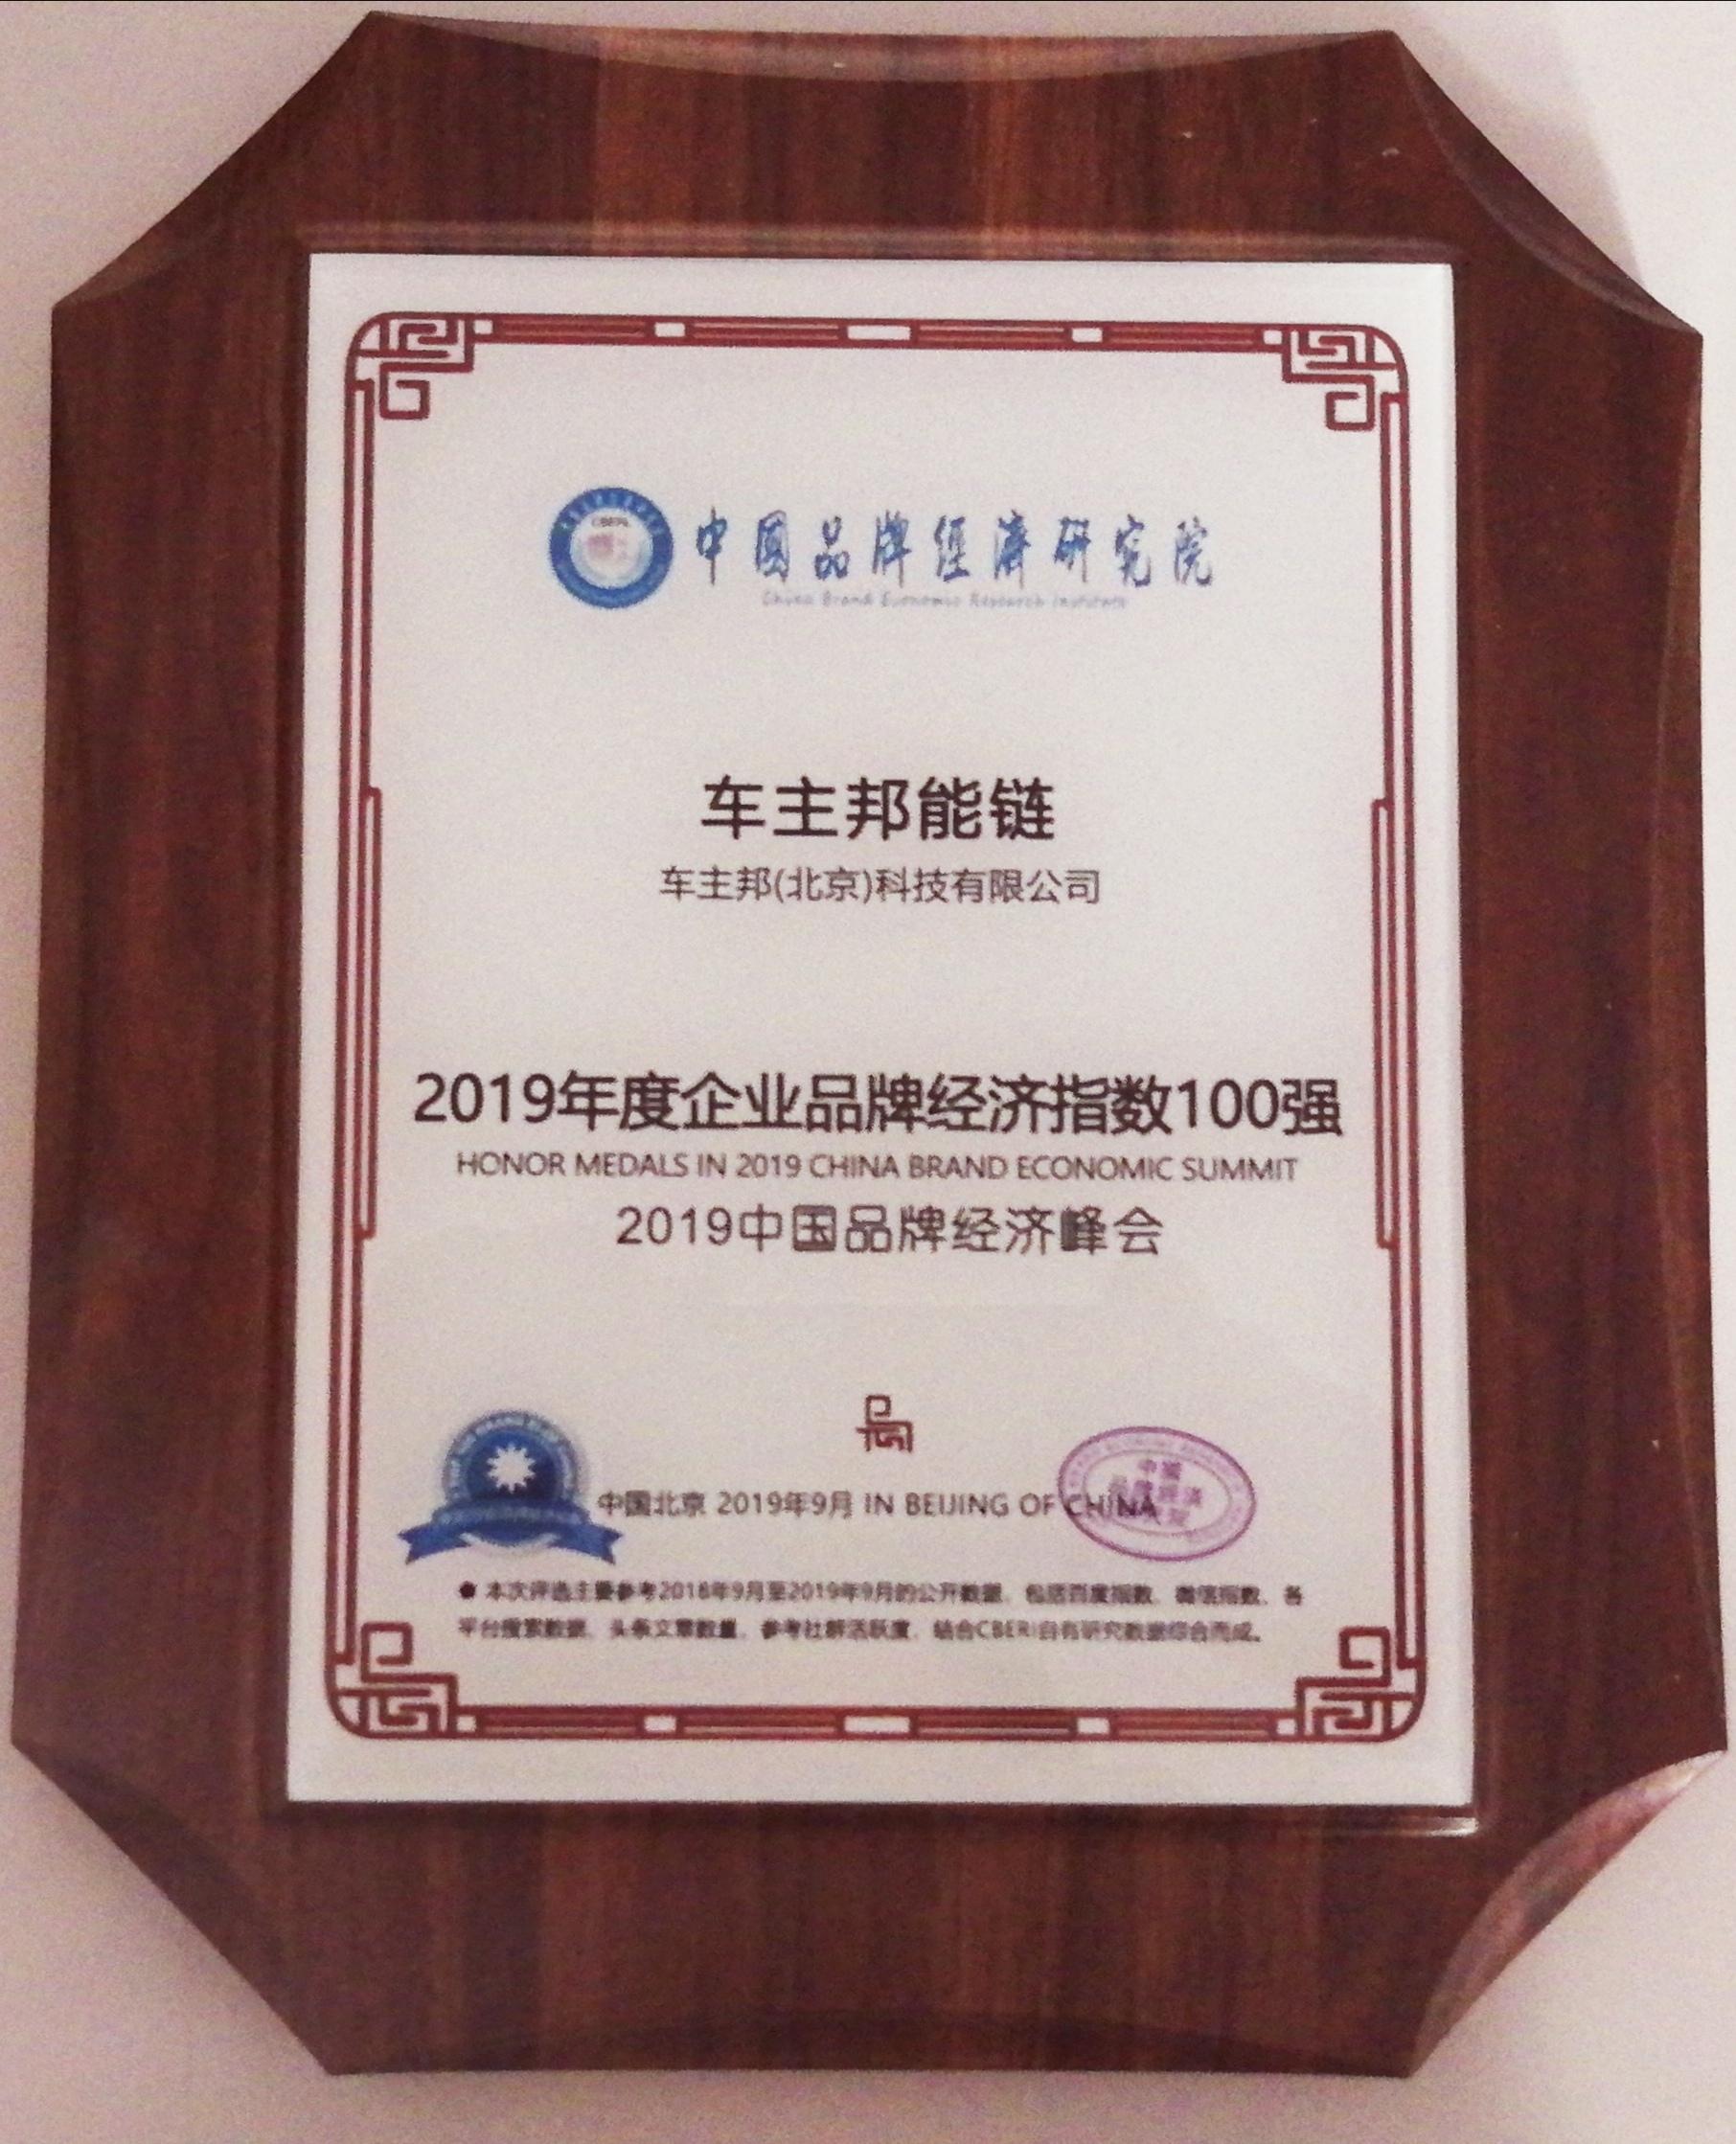 中国品牌经济研究院
China Brand Economic Research Institute
车主邦能链
车主邦(北京)科技有限公司
2019年度企业品牌经济指数100强
HONOR MEDALS IN 2019 CHINA BRAND ECONOMIC SUMMIT
2019中国品牌经济峰会
中国北京 2019年9月 IN BEIJING OF CHINA
● 本次评选主要参考2018年9月至2019年9月的公开数据、包括百度指数、微信指数、各
平台搜索数据、头条文章数量、参考社群活跃度、结合CBERI自有研究数据综合而成。